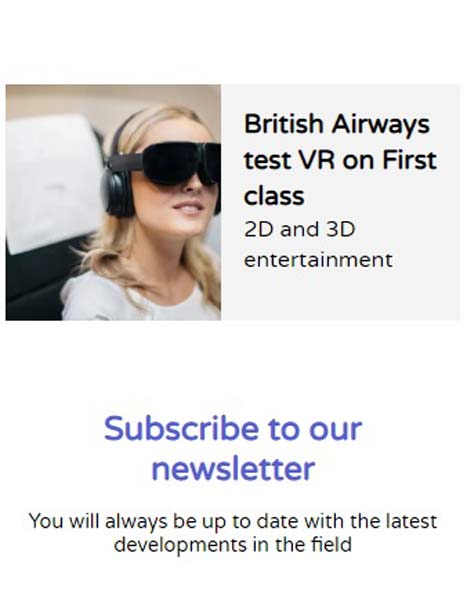 British Airways
test VR on First
class
2D and 3D
entertainment
Subscribe to our
newsletter
You will always be up to date with the latest
developments in the field